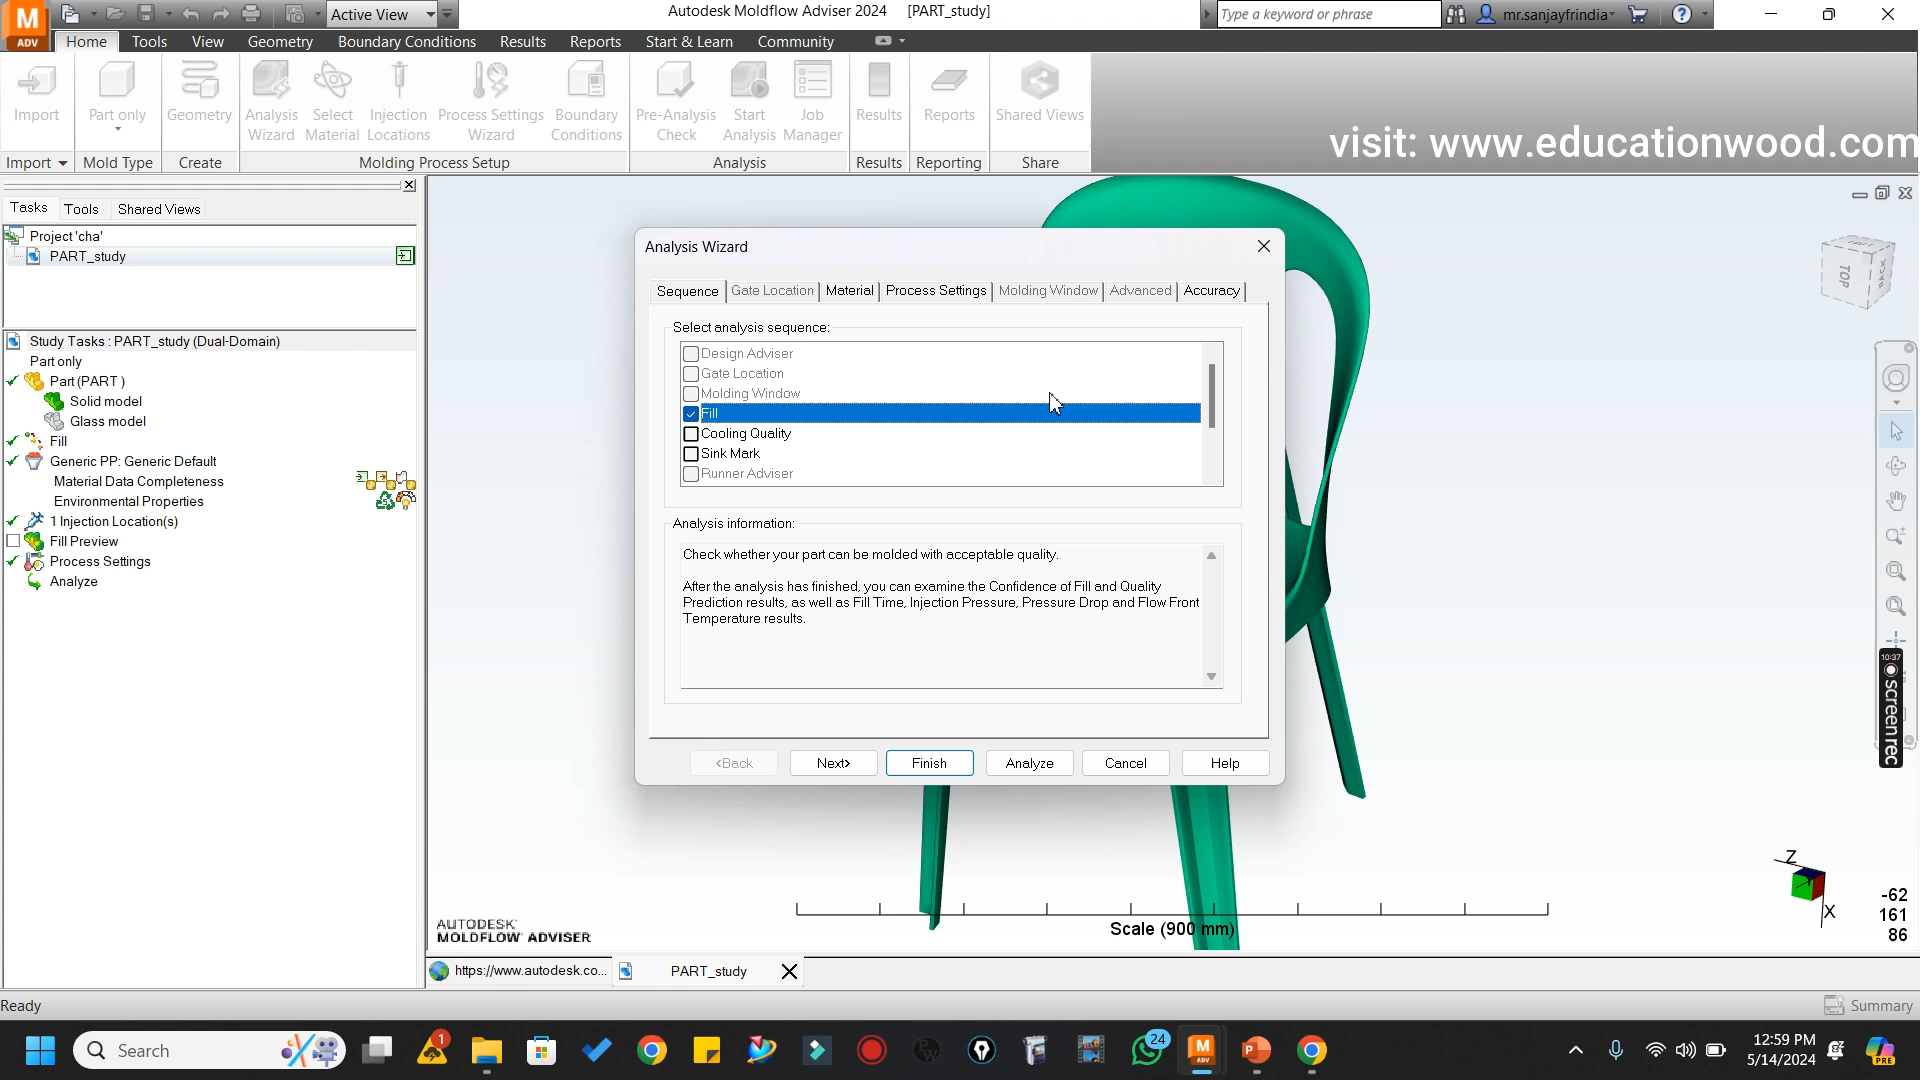 Active View
Autodesk Moldflow Adviser 2024 [PART_study]
Type a keyword or phrase
mr.sanjayfrindia
M
ADV
Home Tools View Geometry Boundary Conditions Results Reports Start & Learn Community
Import
Part only
Geometry
Analysis Wizard
Select Material
Injection Locations
Process Settings Wizard
Boundary Conditions
Pre-Analysis Check
Start Analysis
Job Manager
Results
Reports
Shared Views
visit: www.educationwood.com
Import Mold Type Create Molding Process Setup Analysis Results Reporting Share
Tasks Tools Shared Views
Project 'cha'
PART_study
Study Tasks : PART_study (Dual-Domain)
Part only
Part (PART )
Solid model
Glass model
Fill
Generic PP: Generic Default
Material Data Completeness
Environmental Properties
1 Injection Location(s)
Fill Preview
Process Settings
Analyze
Analysis Wizard
Sequence Gate Location Material Process Settings Molding Window Advanced Accuracy
Select analysis sequence:
Design Adviser
Gate Location
Molding Window
Fill
Cooling Quality
Sink Mark
Runner Adviser
Analysis information:
Check whether your part can be molded with acceptable quality.
After the analysis has finished, you can examine the Confidence of Fill and Quality
Prediction results, as well as Fill Time, Injection Pressure, Pressure Drop and Flow Front
Temperature results.
<Back Next> Finish Analyze Cancel Help
TOP
BACK
10:37
screenrec
Z
X
-62
161
86
Scale (900 mm)
AUTODESK
MOLDFLOW ADVISER
https://www.autodesk.co...
PART_study
Ready
Summary
Search
1
24
M
ADV
P
12:59 PM
5/14/2024
PRE